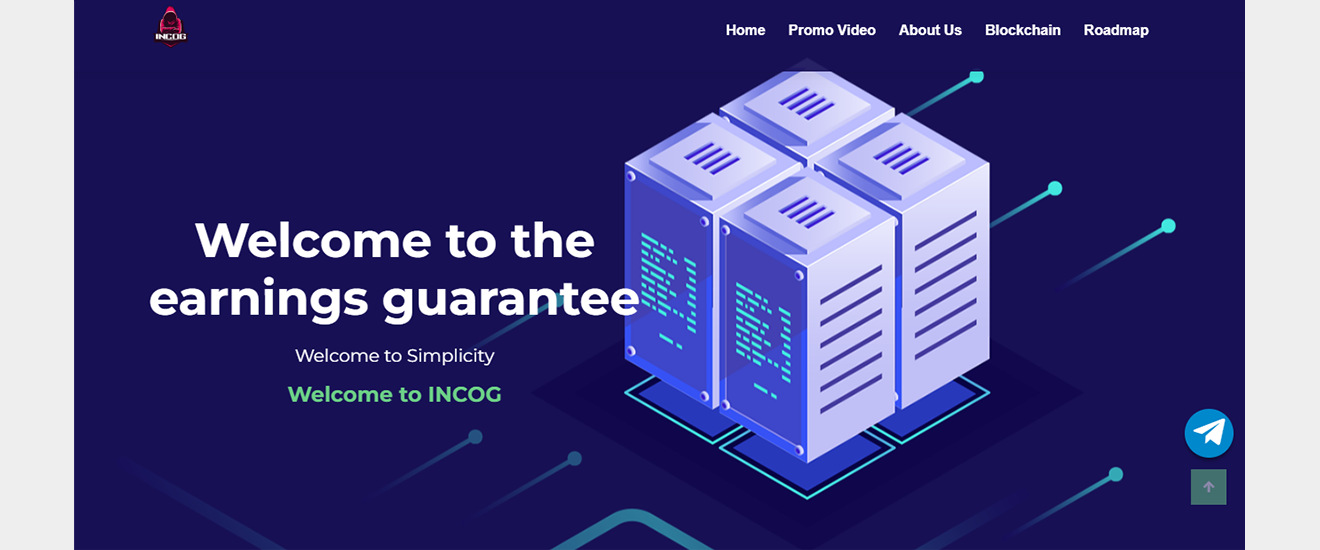 INCOG
Home Promo Video About Us Blockchain Roadmap
Welcome to the
earnings guarantee
Welcome to Simplicity
Welcome to INCOG